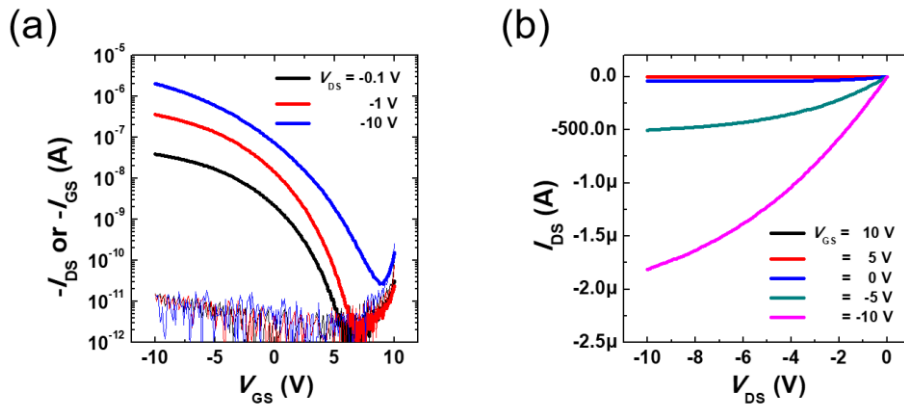 (a)
-I_DS or -I_GS (A)
10^-5
10^-6
10^-7
10^-8
10^-9
10^-10
10^-11
10^-12
V_DS = -0.1 V
-1 V
-10 V
-10 -5 0 5 10
V_GS (V)
(b)
I_DS (A)
0.0
-500.0n
-1.0µ
-1.5µ
-2.0µ
-2.5µ
V_GS = 10 V
= 5 V
= 0 V
= -5 V
= -10 V
-10 -8 -6 -4 -2 0
V_DS (V)